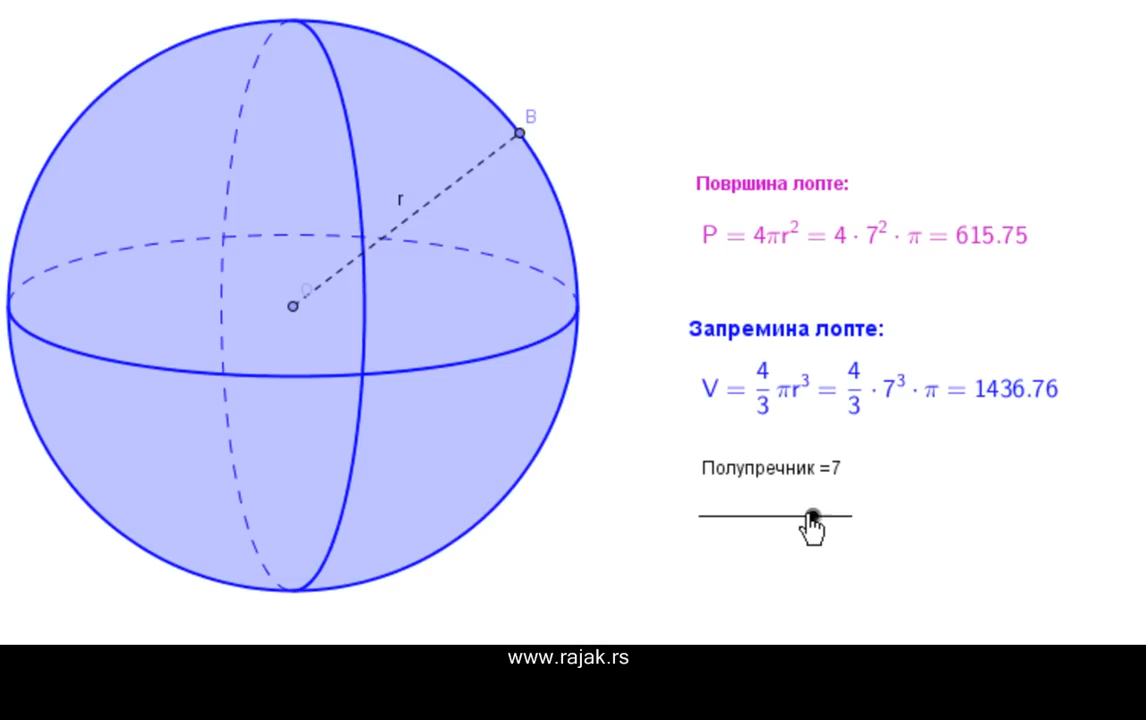 B
r
O
Површина лопте:
P = 4πr² = 4 · 7² · π = 615.75
Запремина лопте:
V = 4/3 πr³ = 4/3 · 7³ · π = 1436.76
Полупречник =7
www.rajak.rs